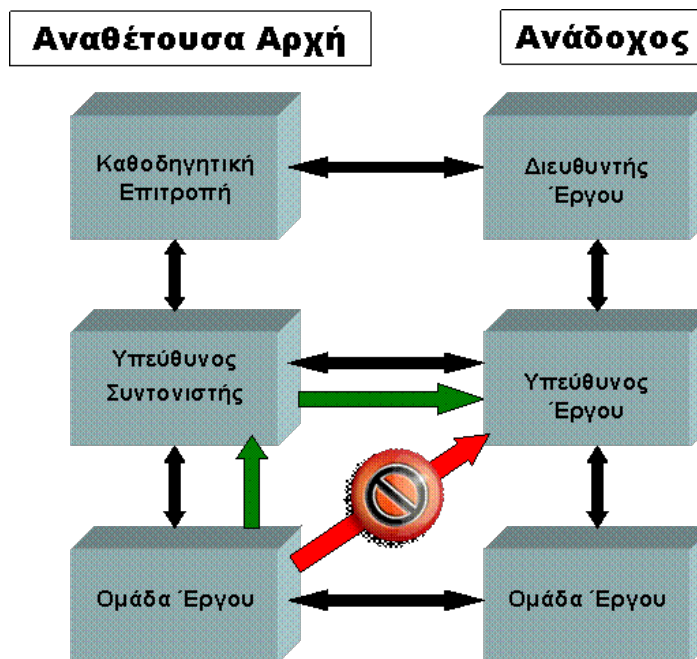 Αναθέτουσα Αρχή
Ανάδοχος
Καθοδηγητική
Επιτροπή
Διευθυντής
Έργου
Υπεύθυνος
Συντονιστής
Υπεύθυνος
Έργου
Ομάδα Έργου
Ομάδα Έργου